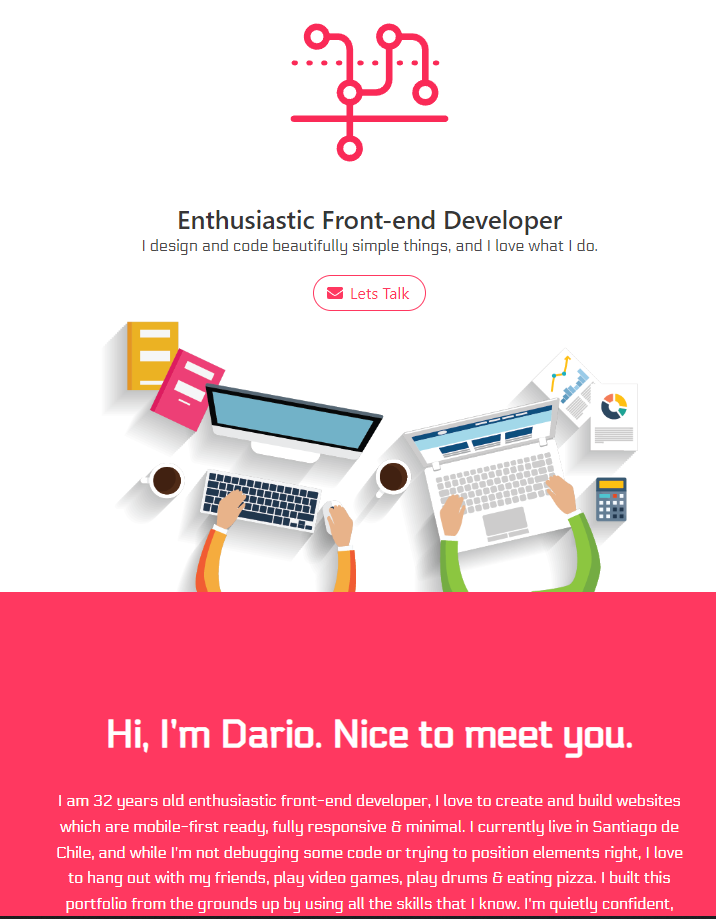 Enthusiastic Front-end Developer
I design and code beautifully simple things, and I love what I do.
Lets Talk
Hi, I'm Dario. Nice to meet you.
I am 32 years old enthusiastic front-end developer, I love to create and build websites
which are mobile-first ready, fully responsive & minimal. I currently live in Santiago de
Chile, and while I'm not debugging some code or trying to position elements right, I love
to hang out with my friends, play video games, play drums & eating pizza. I built this
portfolio from the grounds up by using all the skills that I know. I'm quietly confident,